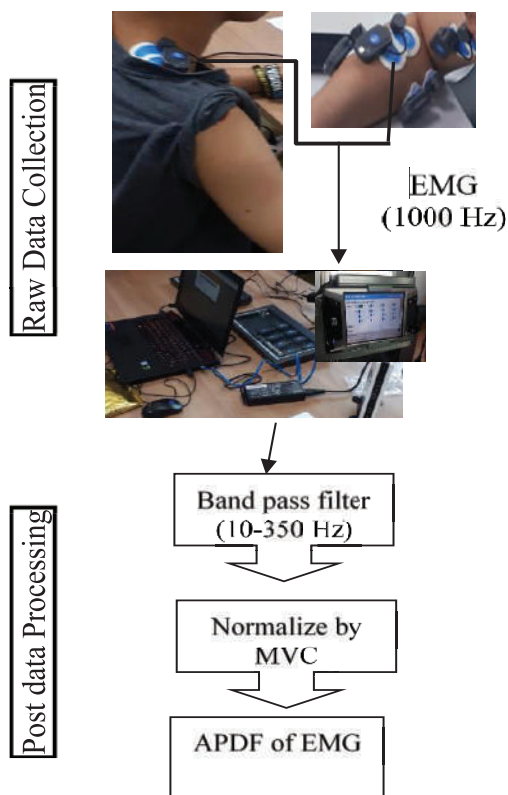 Raw Data Collection
EMG
(1000 Hz)
Post data Processing
Band pass filter
(10-350 Hz)
Normalize by
MVC
APDF of EMG